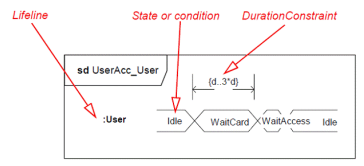 Lifeline
State or condition
DurationConstraint
sd UserAcc_User
{d..3*d}
:User
Idle
WaitCard
WaitAccess
Idle